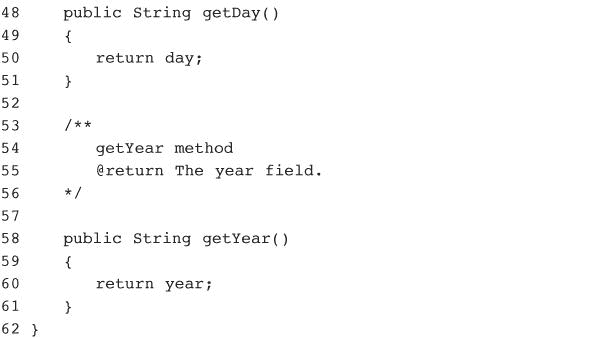 48 public String getDay()
49 {
50 return day;
51 }
52
53 /**
54 getYear method
55 @return The year field.
56 */
57
58 public String getYear()
59 {
60 return year;
61 }
62 }